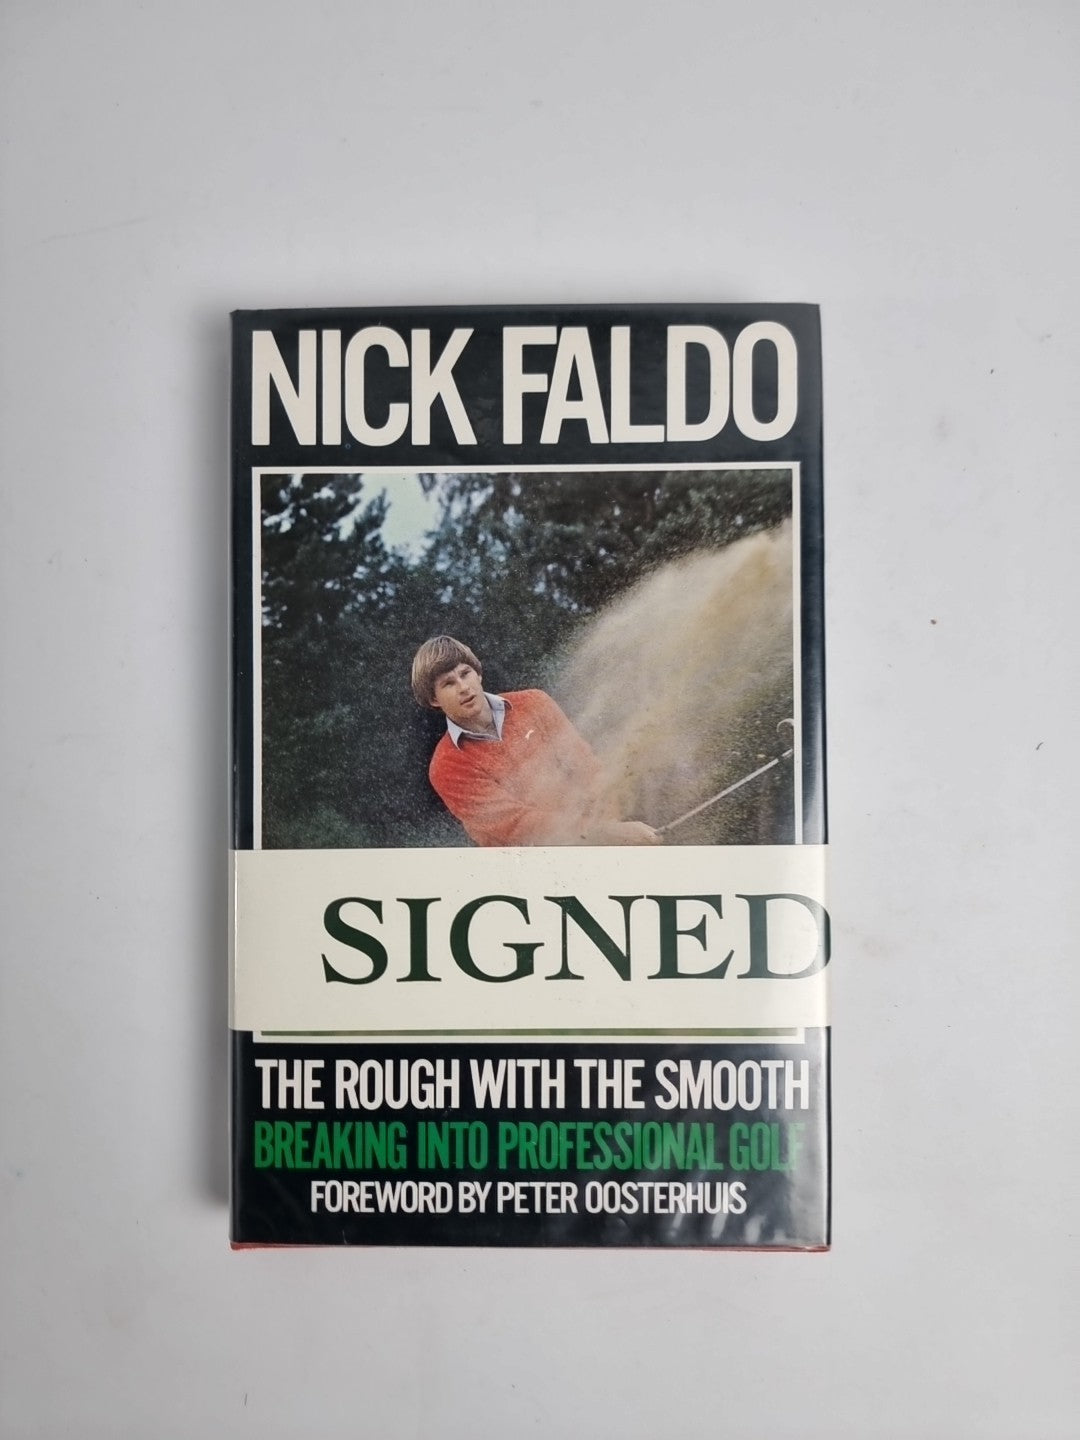 NICK FALDO
SIGNED
THE ROUGH WITH THE SMOOTH
BREAKING INTO PROFESSIONAL GOLF
FOREWORD BY PETER OOSTERHUIS